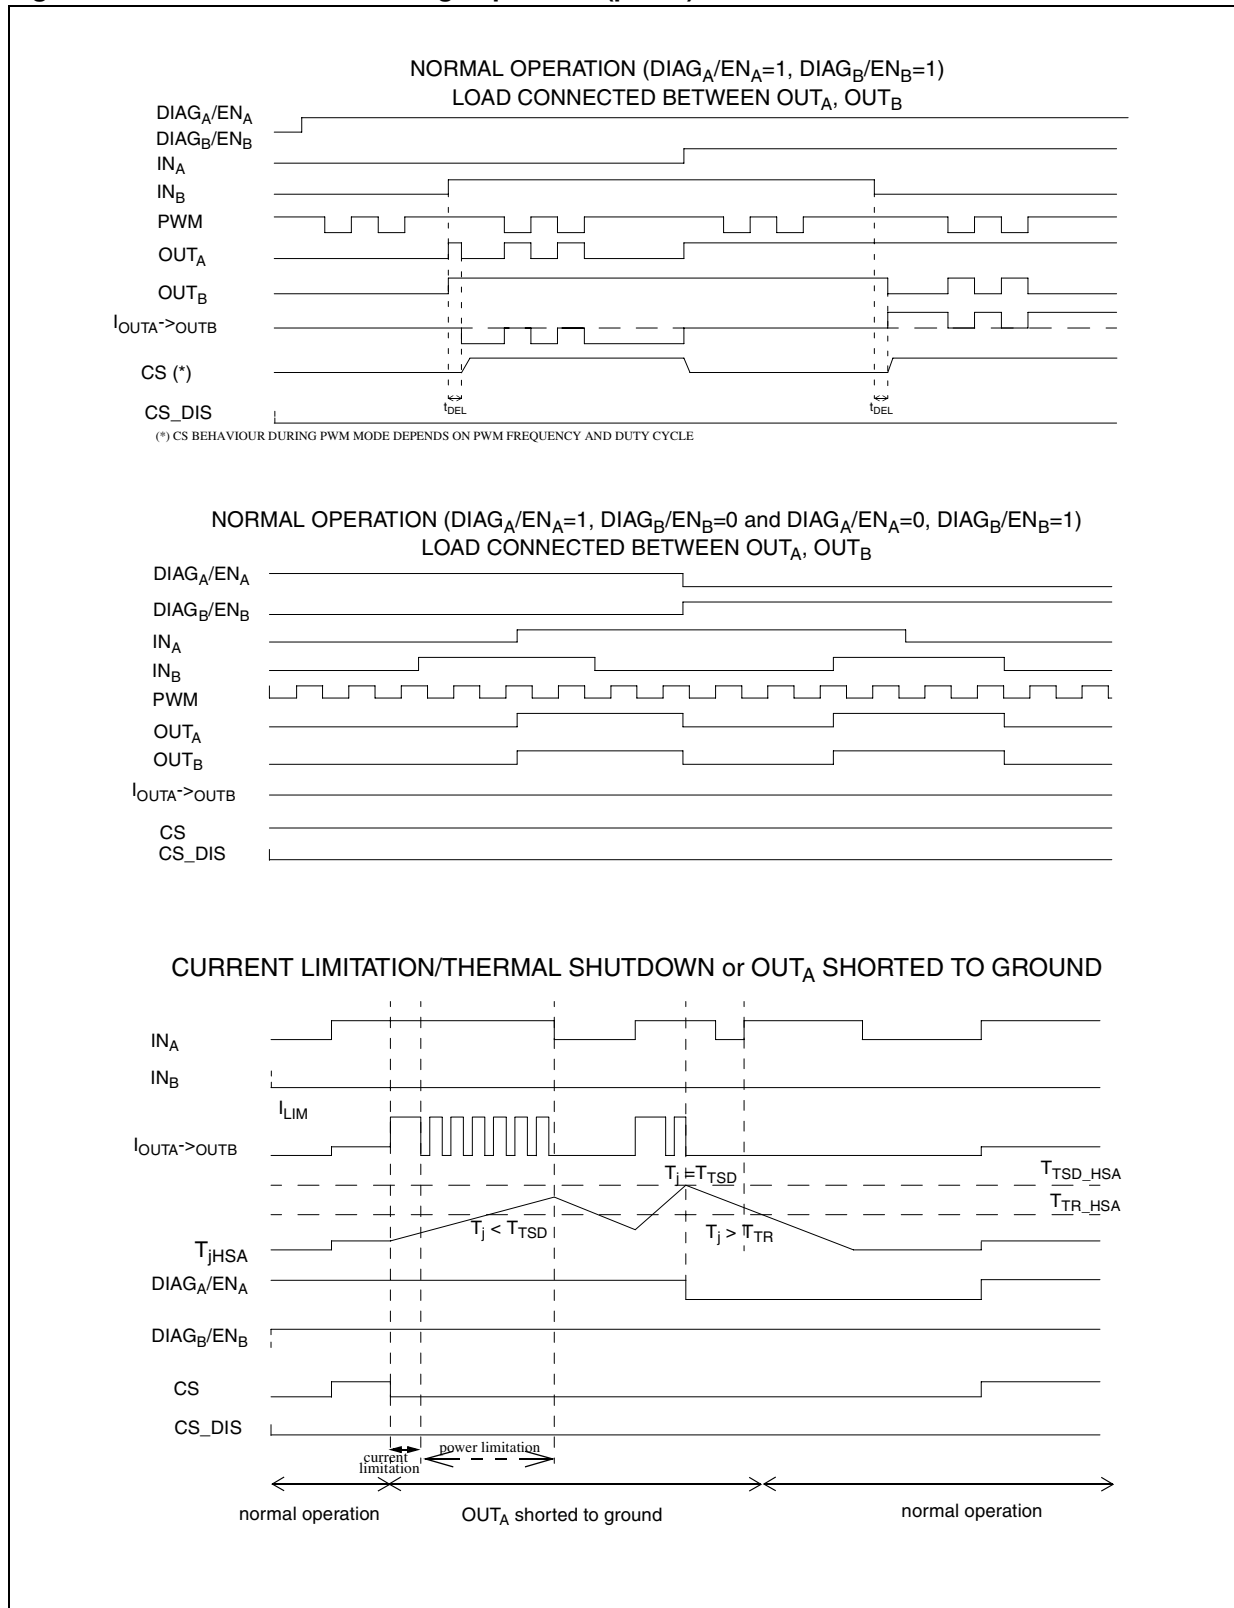 NORMAL OPERATION (DIAGA/ENA=1, DIAGB/ENB=1)
LOAD CONNECTED BETWEEN OUTA, OUTB
DIAGA/ENA
DIAGB/ENB
INA
INB
PWM
OUTA
OUTB
IOUTA->OUTB
CS (*)
tDEL
tDEL
CS_DIS
(*) CS BEHAVIOUR DURING PWM MODE DEPENDS ON PWM FREQUENCY AND DUTY CYCLE
NORMAL OPERATION (DIAGA/ENA=1, DIAGB/ENB=0 and DIAGA/ENA=0, DIAGB/ENB=1)
LOAD CONNECTED BETWEEN OUTA, OUTB
DIAGA/ENA
DIAGB/ENB
INA
INB
PWM
OUTA
OUTB
IOUTA->OUTB
CS
CS_DIS
CURRENT LIMITATION/THERMAL SHUTDOWN or OUTA SHORTED TO GROUND
INA
INB
ILIM
IOUTA->OUTB
Tj =TTSD
TTSD_HSA
TTR_HSA
Tj < TTSD
Tj > TTR
TjHSA
DIAGA/ENA
DIAGB/ENB
CS
CS_DIS
current
limitation
power limitation
normal operation
OUTA shorted to ground
normal operation